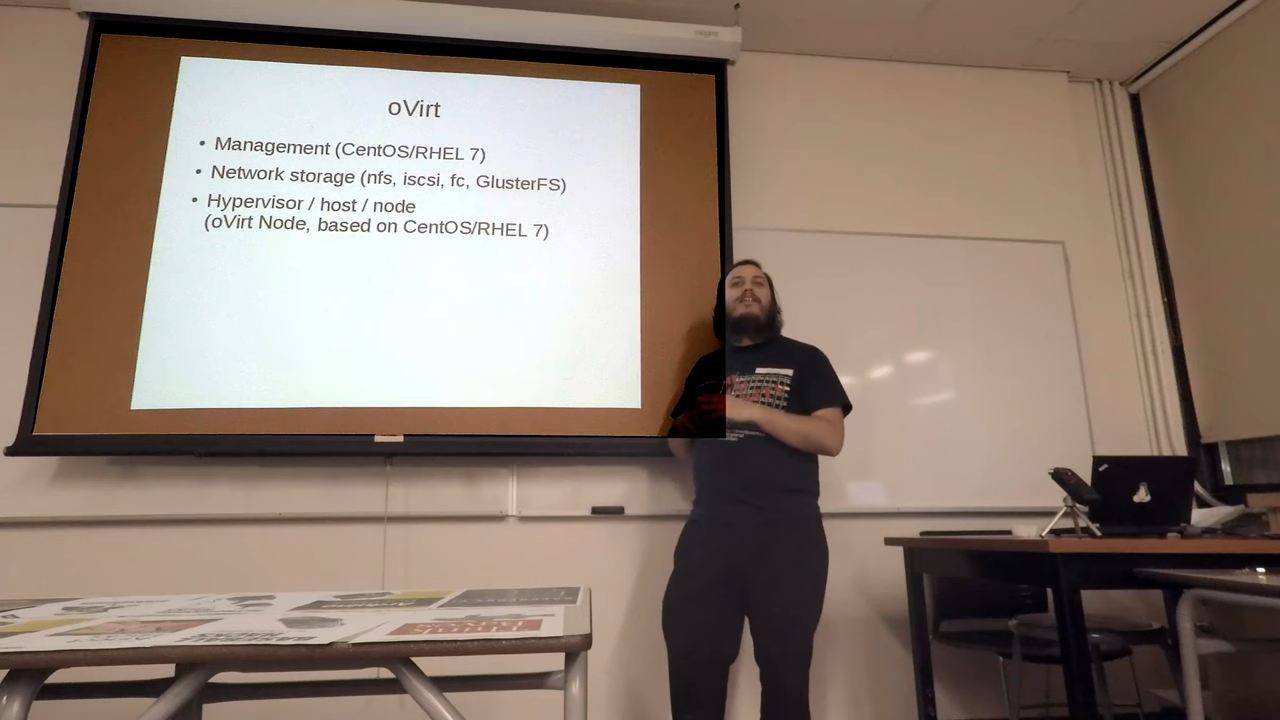 oVirt
• Management (CentOS/RHEL 7)
• Network storage (nfs, iscsi, fc, GlusterFS)
• Hypervisor / host / node
(oVirt Node, based on CentOS/RHEL 7)